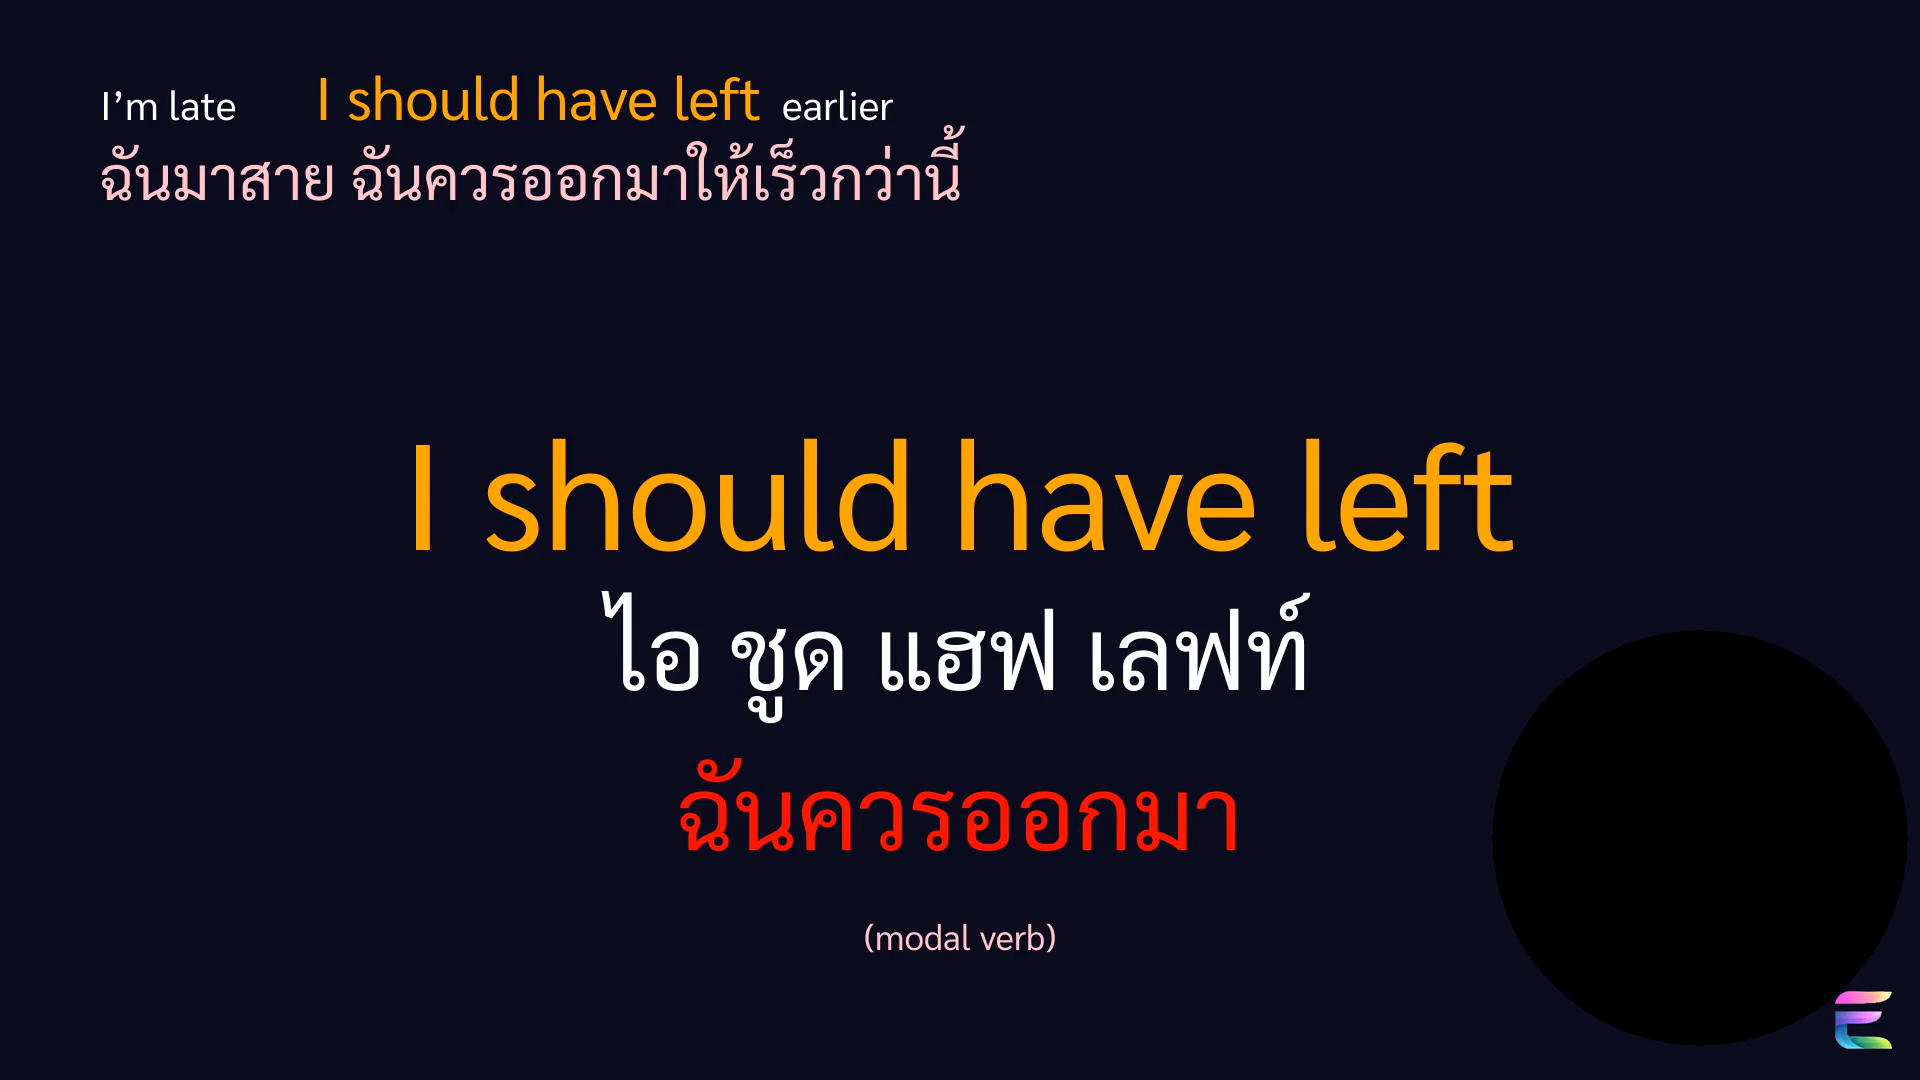 I’m late I should have left earlier
ฉันมาสาย ฉันควรออกมาให้เร็วกว่านี้
I should have left
ไอ ชูด แฮฟ เลฟท์
ฉันควรออกมา
(modal verb)